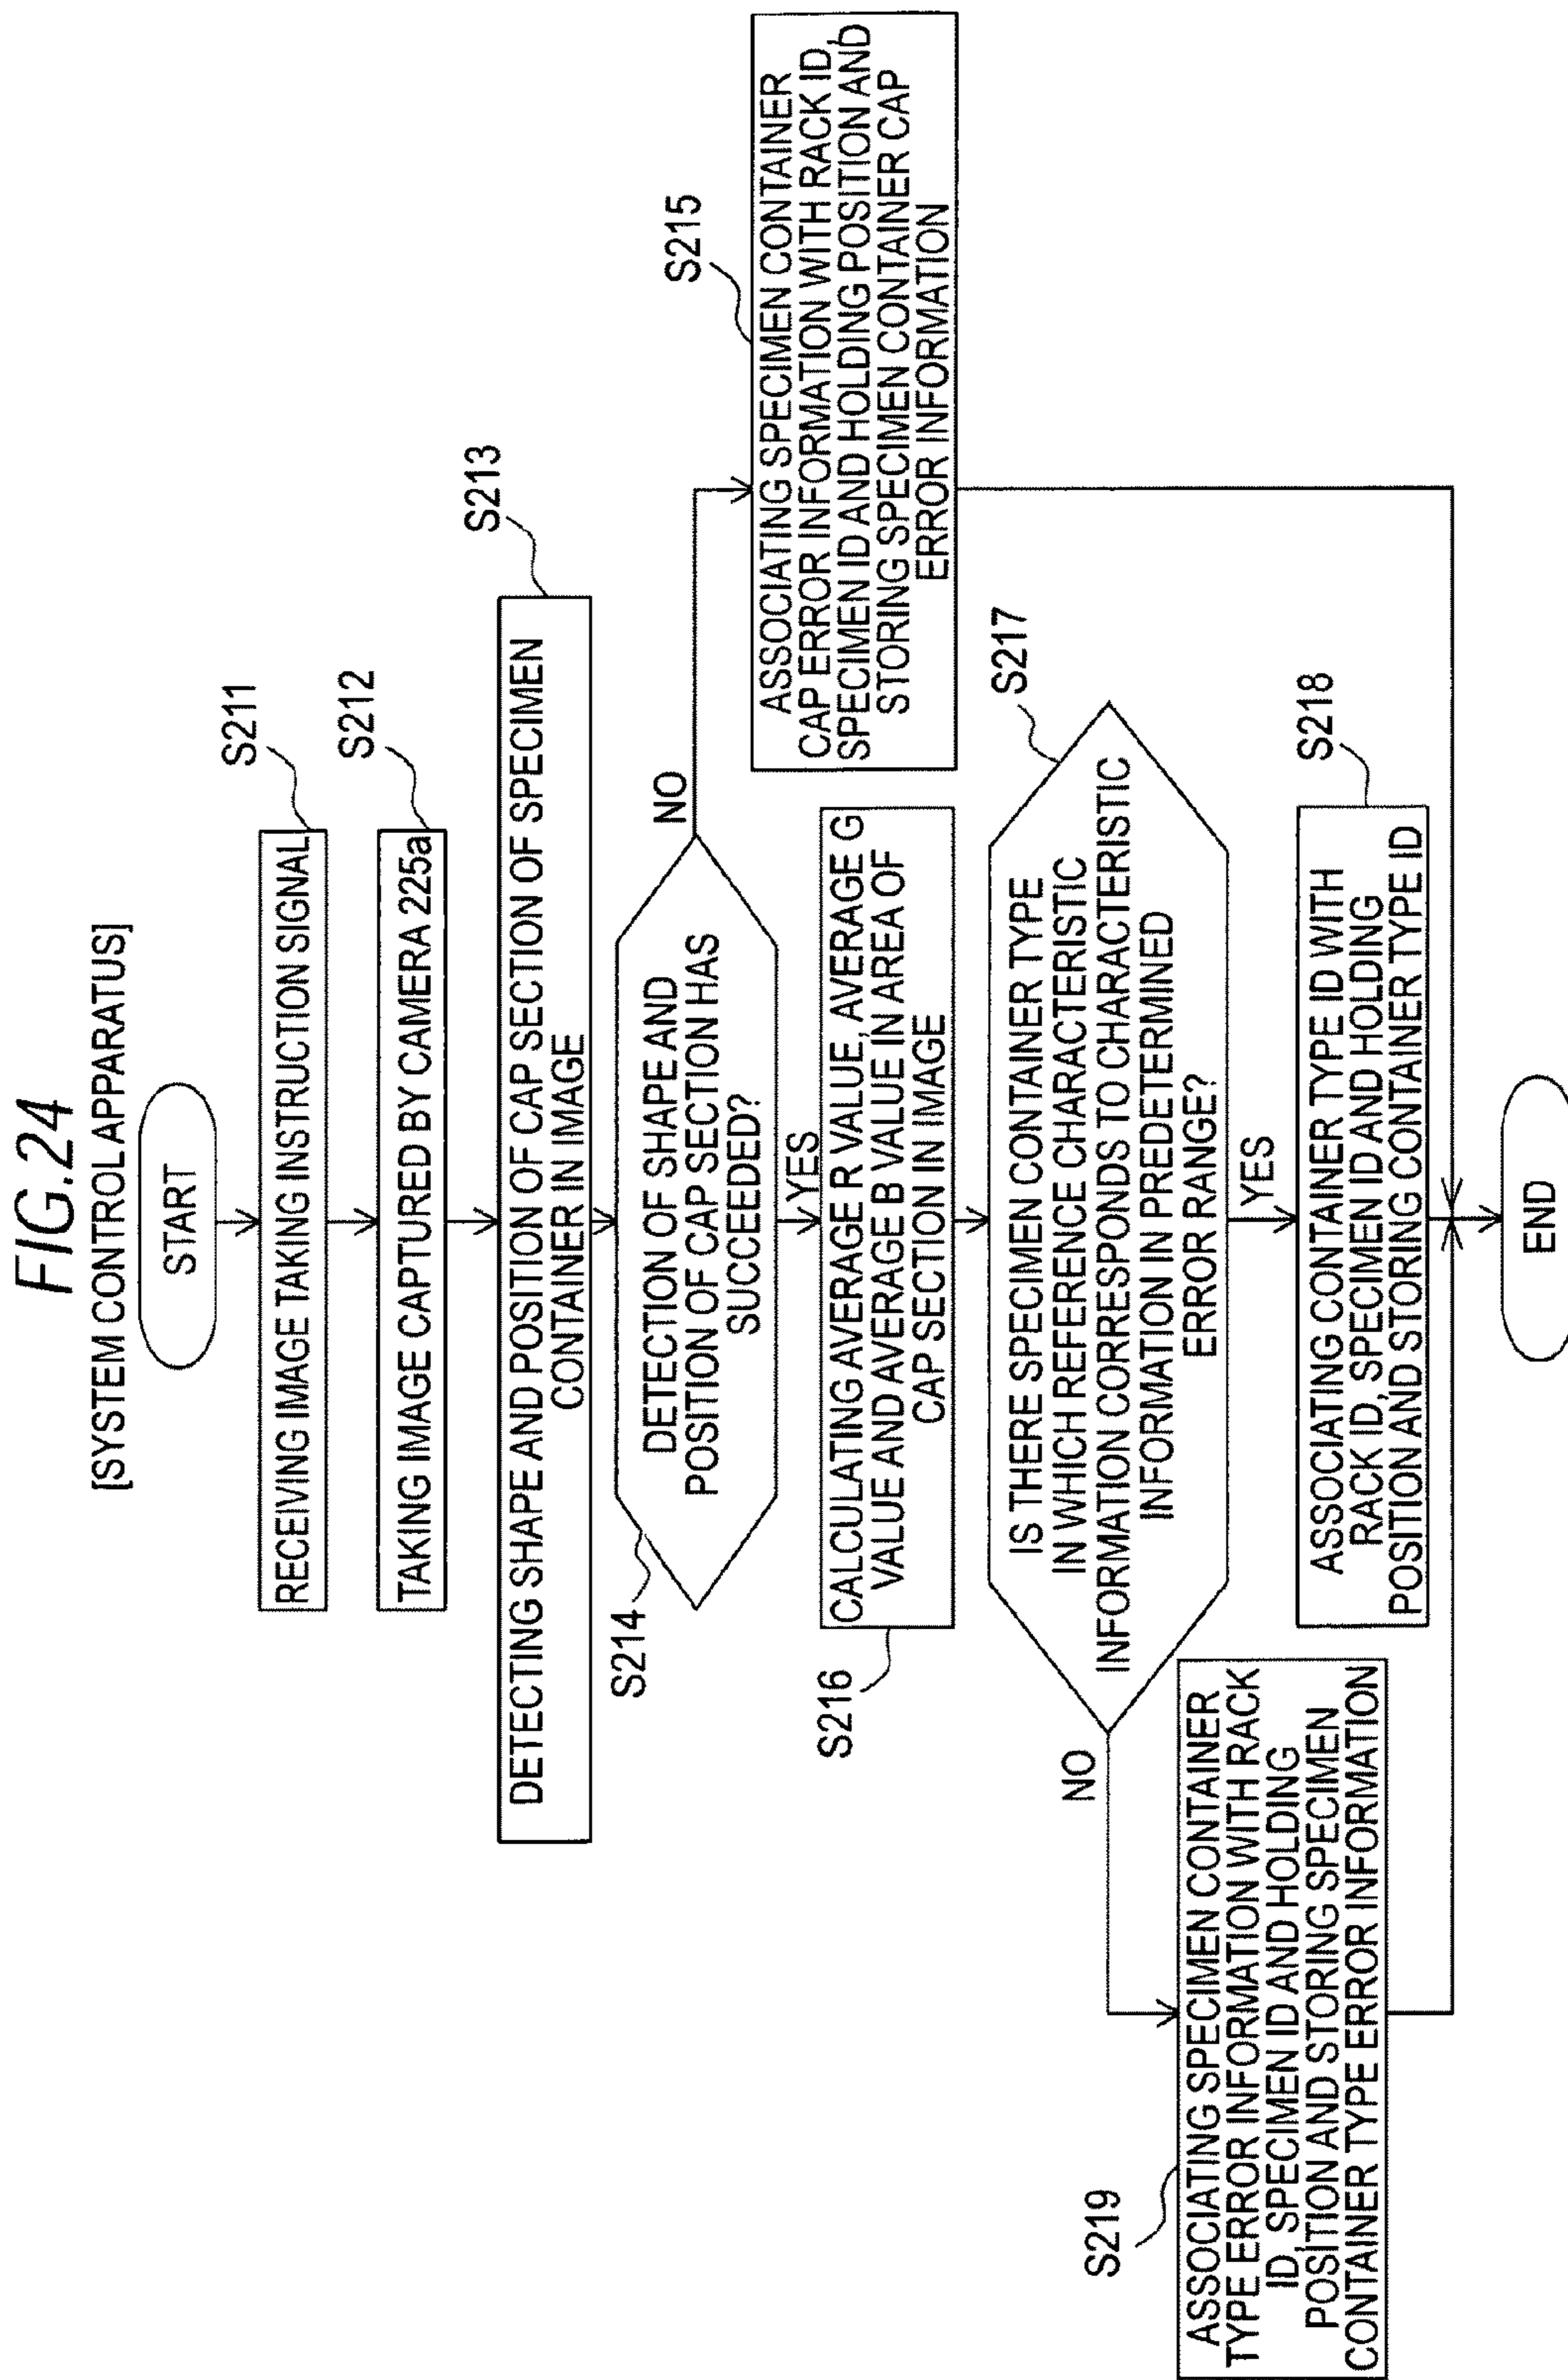 FIG.24
[SYSTEM CONTROL APPARATUS]
START
S211
RECEIVING IMAGE TAKING INSTRUCTION SIGNAL
S212
TAKING IMAGE CAPTURED BY CAMERA 225a
S213
DETECTING SHAPE AND POSITION OF CAP SECTION OF SPECIMEN
CONTAINER IN IMAGE
S214
DETECTION OF SHAPE AND
POSITION OF CAP SECTION HAS
SUCCEEDED?
NO
YES
S215
ASSOCIATING SPECIMEN CONTAINER
CAP ERROR INFORMATION WITH RACK ID,
SPECIMEN ID AND HOLDING POSITION AND
STORING SPECIMEN CONTAINER CAP
ERROR INFORMATION
S216
CALCULATING AVERAGE R VALUE, AVERAGE G
VALUE AND AVERAGE B VALUE IN AREA OF
CAP SECTION IN IMAGE
S217
IS THERE SPECIMEN CONTAINER TYPE
IN WHICH REFERENCE CHARACTERISTIC
INFORMATION CORRESPONDS TO CHARACTERISTIC
INFORMATION IN PREDETERMINED
ERROR RANGE?
NO
YES
S218
ASSOCIATING CONTAINER TYPE ID WITH
RACK ID, SPECIMEN ID AND HOLDING
POSITION AND STORING CONTAINER TYPE ID
S219
ASSOCIATING SPECIMEN CONTAINER
TYPE ERROR INFORMATION WITH RACK
ID, SPECIMEN ID AND HOLDING
POSITION AND STORING SPECIMEN
CONTAINER TYPE ERROR INFORMATION
END